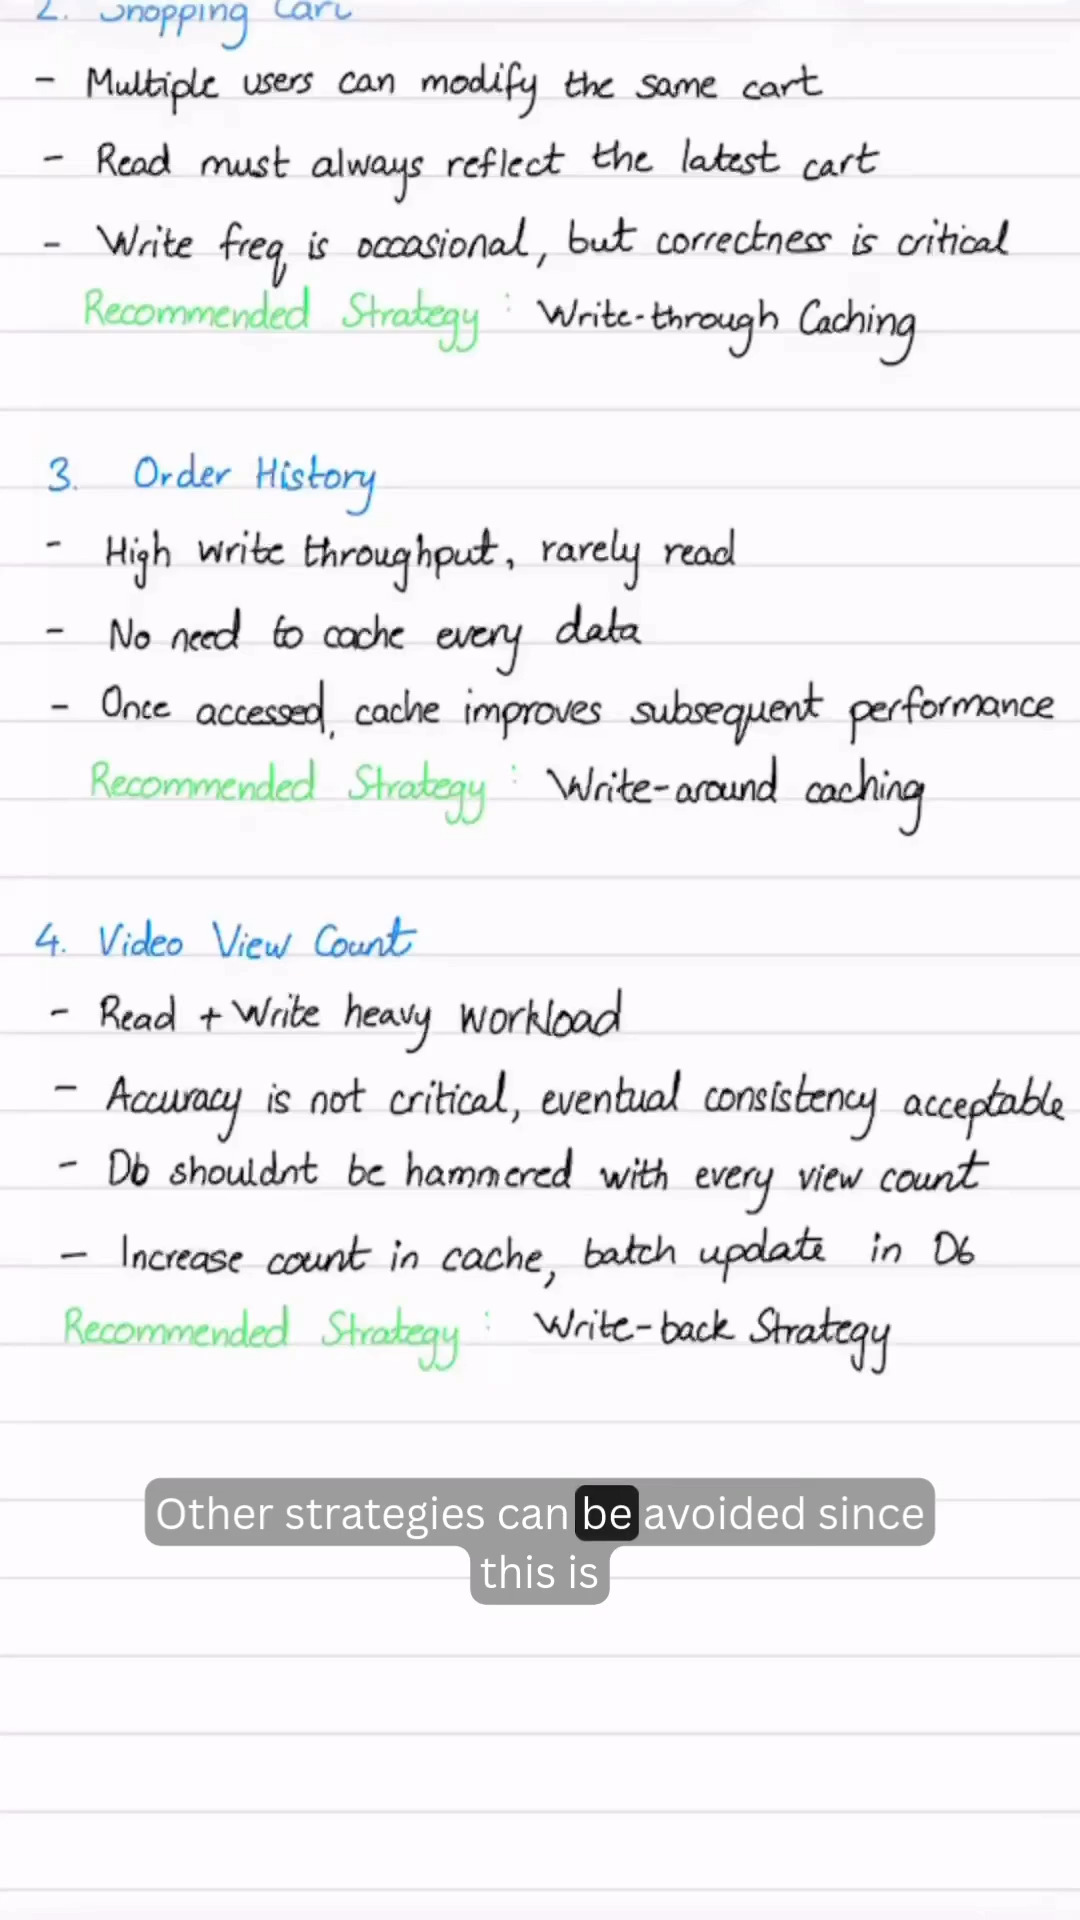 2. Shopping Cart
- Multiple users can modify the same cart
- Read must always reflect the latest cart
- Write freq is occasional, but correctness is critical
Recommended Strategy : Write-through Caching
3. Order History
- High write throughput, rarely read
- No need to cache every data
- Once accessed, cache improves subsequent performance
Recommended Strategy : Write-around caching
4. Video View Count
- Read + Write heavy workload
- Accuracy is not critical, eventual consistency acceptable
- Db shouldnt be hammered with every view count
- Increase count in cache, batch update in Db
Recommended Strategy : Write-back Strategy
Other strategies can be avoided since
this is